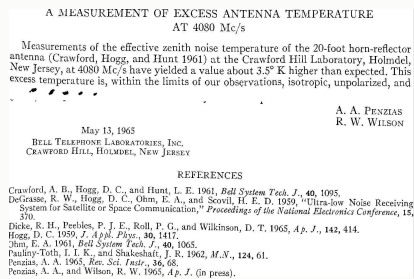 A MEASUREMENT OF EXCESS ANTENNA TEMPERATURE
AT 4080 Mc/s
Measurements of the effective zenith noise temperature of the 20-foot horn-reflector
antenna (Crawford, Hogg, and Hunt 1961) at the Crawford Hill Laboratory, Holmdel,
New Jersey, at 4080 Mc/s have yielded a value about 3.5° K higher than expected. This
excess temperature is, within the limits of our observations, isotropic, unpolarized, and
A. A. PENZIAS
R. W. WILSON
May 13, 1965
BELL TELEPHONE LABORATORIES, INC.
CRAWFORD HILL, HOLMDEL, NEW JERSEY
REFERENCES
Crawford, A. B., Hogg, D. C., and Hunt, L. E. 1961, Bell System Tech. J., 40, 1095.
DeGrasse, R. W., Hogg, D. C., Ohm, E. A., and Scovil, H. E. D. 1959, "Ultra-low Noise Receiving
System for Satellite or Space Communication," Proceedings of the National Electronics Conference, 15,
370.
Dicke, R. H., Peebles, P. J. E., Roll, P. G., and Wilkinson, D. T. 1965, Ap. J., 142, 414.
Hogg, D. C. 1959, J. Appl. Phys., 30, 1417.
Ohm, E. A. 1961, Bell System Tech. J., 40, 1065.
Pauliny-Toth, I. I. K., and Shakeshaft, J. R. 1962, M.N., 124, 61.
Penzias, A. A. 1965, Rev. Sci. Instr., 36, 68.
Penzias, A. A., and Wilson, R. W. 1965, Ap. J. (in press).